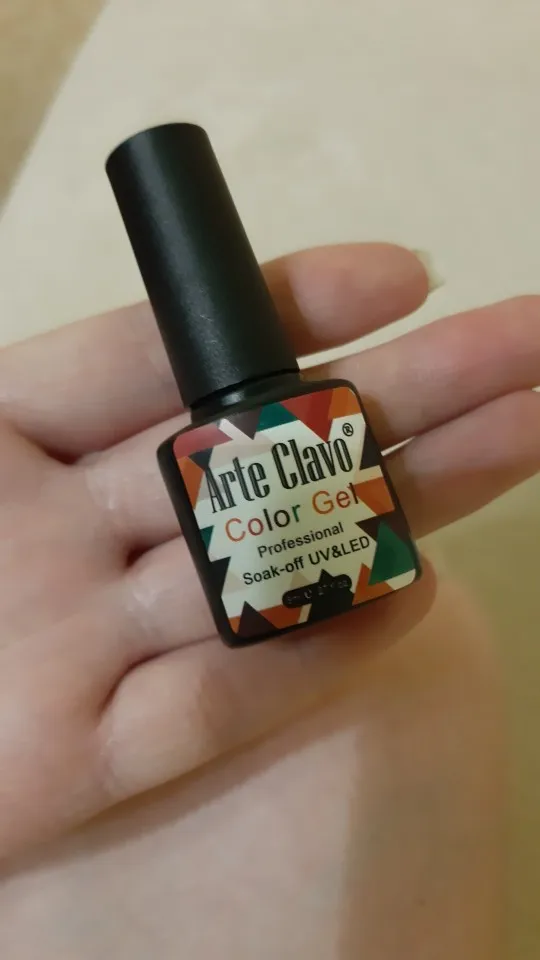 Arte Clavo®
Color Gel
Professional
Soak-off UV&LED